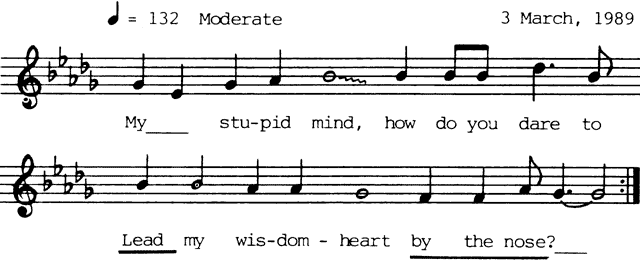 ♩ = 132 Moderate 3 March, 1989
My____ stu-pid mind, how do you dare to
Lead my wis-dom - heart by the nose?___